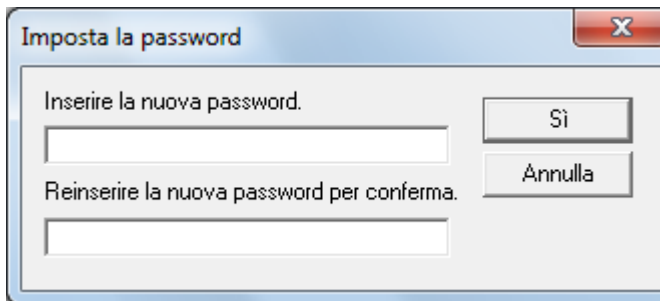 Imposta la password
Inserire la nuova password.
Sì
Annulla
Reinserire la nuova password per conferma.